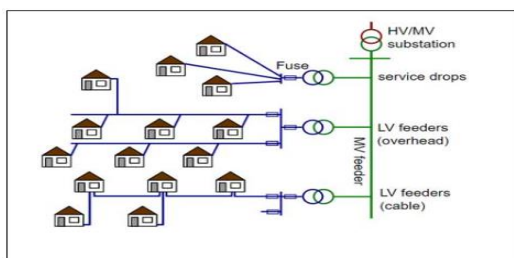 HV/MV
substation
Fuse
service drops
LV feeders
(overhead)
MV feeder
LV feeders
(cable)